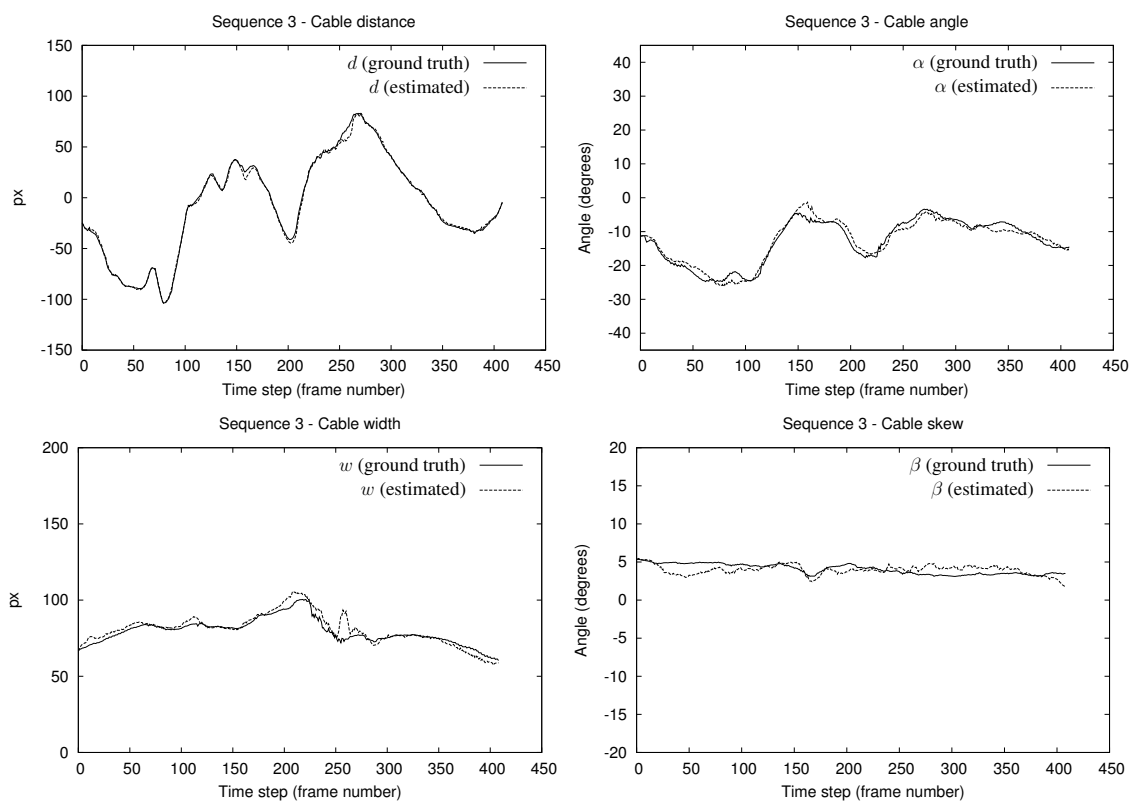 Sequence 3 - Cable distance
150
100
50
0
-50
-100
-150
px
0 50 100 150 200 250 300 350 400 450
Time step (frame number)
d (ground truth)
d (estimated)
Sequence 3 - Cable angle
40
30
20
10
0
-10
-20
-30
-40
Angle (degrees)
0 50 100 150 200 250 300 350 400 450
Time step (frame number)
α (ground truth)
α (estimated)
Sequence 3 - Cable width
200
150
100
50
0
px
0 50 100 150 200 250 300 350 400 450
Time step (frame number)
w (ground truth)
w (estimated)
Sequence 3 - Cable skew
20
15
10
5
0
-5
-10
-15
-20
Angle (degrees)
0 50 100 150 200 250 300 350 400 450
Time step (frame number)
β (ground truth)
β (estimated)